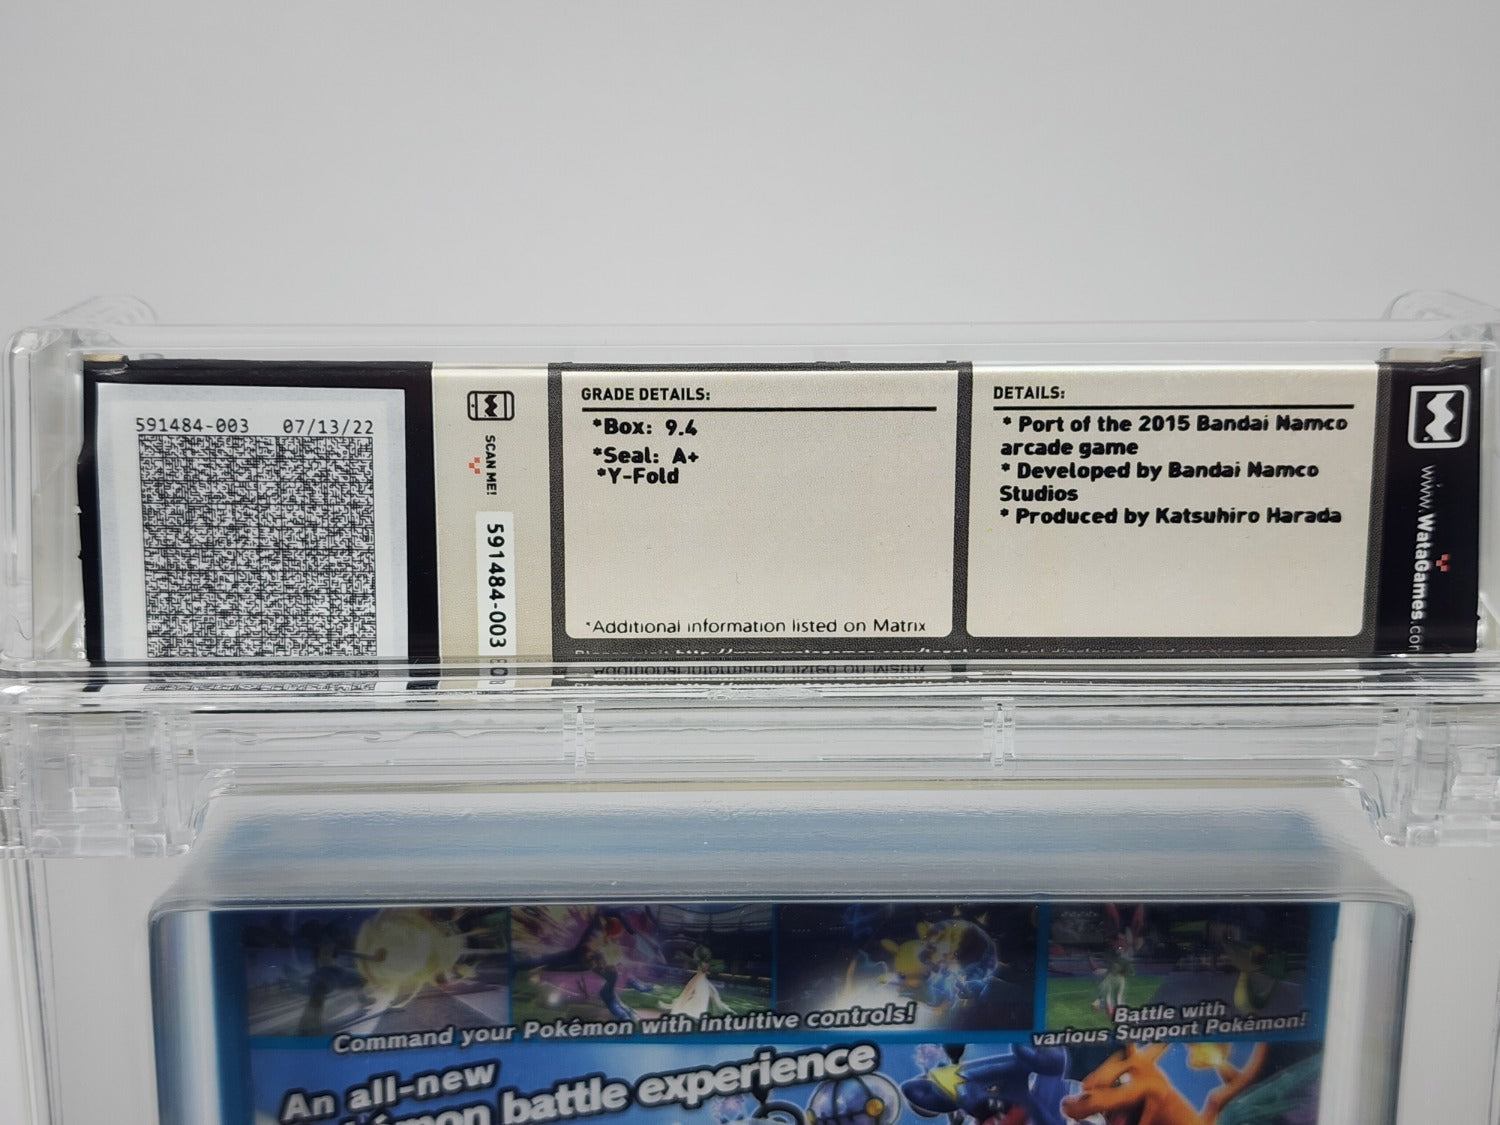 591484-003 07/13/22
SCAN ME!
591484-003
GRADE DETAILS:
*Box: 9.4
*Seal: A+
*Y-Fold
*Additional information listed on Matrix
DETAILS:
* Port of the 2015 Bandai Namco
arcade game
* Developed by Bandai Namco
Studios
* Produced by Katsuhiro Harada
www.WataGames.com
Command your Pokémon with intuitive controls!
Battle with
various Support Pokémon!
An all-new
Pokémon battle experience